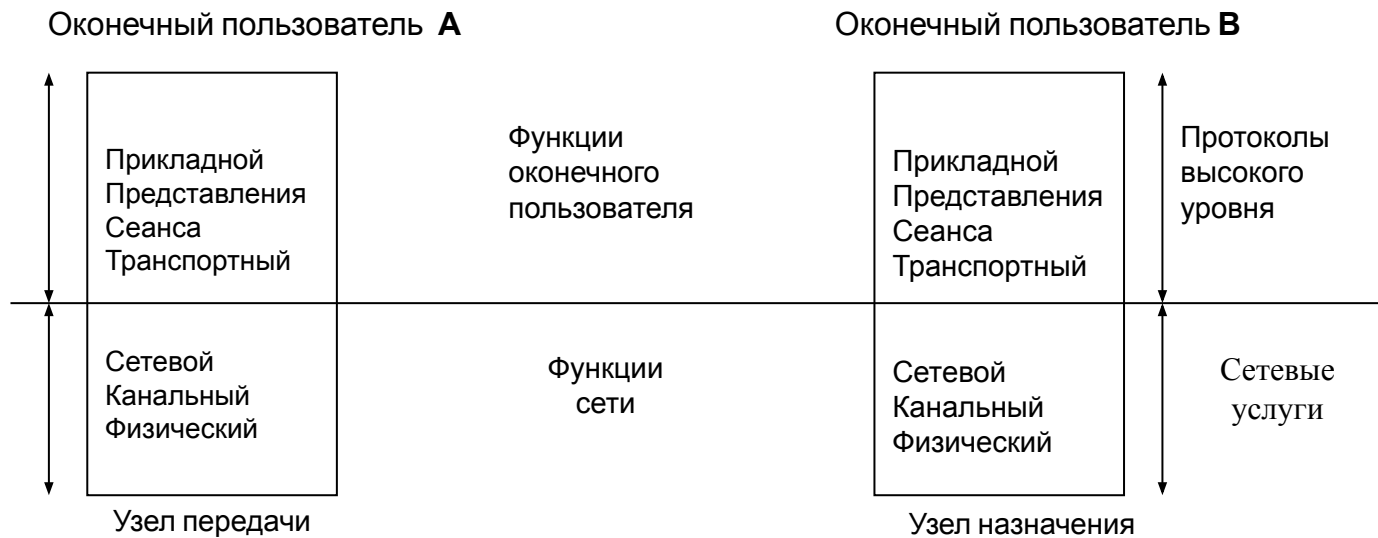 Оконечный пользователь А
Оконечный пользователь В
Прикладной
Представления
Сеанса
Транспортный
Функции
оконечного
пользователя
Прикладной
Представления
Сеанса
Транспортный
Протоколы
высокого
уровня
Сетевой
Канальный
Физический
Функции
сети
Сетевой
Канальный
Физический
Сетевые
услуги
Узел передачи
Узел назначения